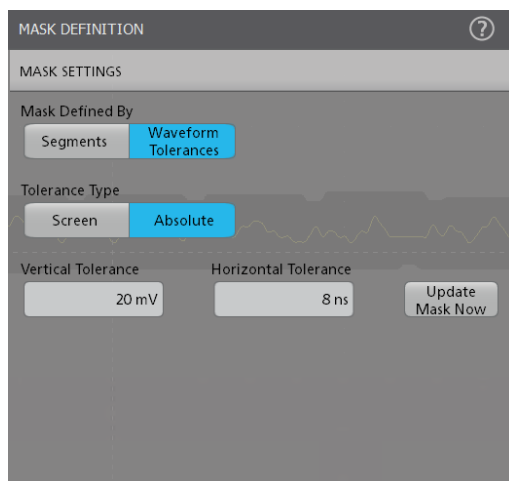 MASK DEFINITION
?
MASK SETTINGS
Mask Defined By
Segments
Waveform
Tolerances
Tolerance Type
Screen
Absolute
Vertical Tolerance
Horizontal Tolerance
20 mV
8 ns
Update
Mask Now